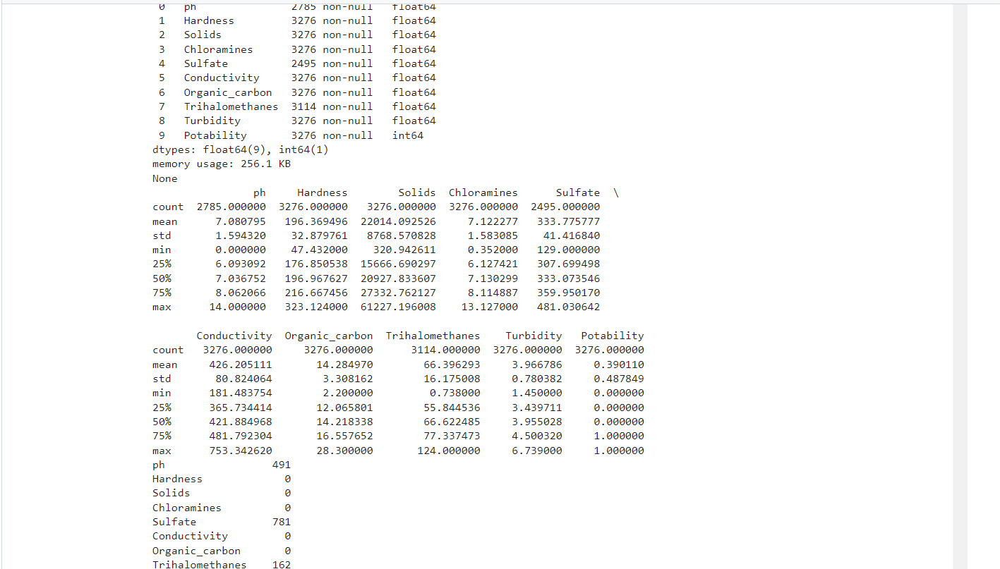 0 ph 2785 non-null float64
1 Hardness 3276 non-null float64
2 Solids 3276 non-null float64
3 Chloramines 3276 non-null float64
4 Sulfate 2495 non-null float64
5 Conductivity 3276 non-null float64
6 Organic_carbon 3276 non-null float64
7 Trihalomethanes 3114 non-null float64
8 Turbidity 3276 non-null float64
9 Potability 3276 non-null int64
dtypes: float64(9), int64(1)
memory usage: 256.1 KB
None
ph Hardness Solids Chloramines Sulfate \
count 2785.000000 3276.000000 3276.000000 3276.000000 2495.000000
mean 7.080795 196.369496 22014.092526 7.122277 333.775777
std 1.594320 32.879761 8768.570828 1.583085 41.416840
min 0.000000 47.432000 320.942611 0.352000 129.000000
25% 6.093092 176.850538 15666.690297 6.127421 307.699498
50% 7.036752 196.967627 20927.833607 7.130299 333.073546
75% 8.062066 216.667456 27332.762127 8.114887 359.950170
max 14.000000 323.124000 61227.196008 13.127000 481.030642
Conductivity Organic_carbon Trihalomethanes Turbidity Potability
count 3276.000000 3276.000000 3114.000000 3276.000000 3276.000000
mean 426.205111 14.284970 66.396293 3.966786 0.390110
std 80.824064 3.308162 16.175008 0.780382 0.487849
min 181.483754 2.200000 0.738000 1.450000 0.000000
25% 365.734414 12.065801 55.844536 3.439711 0.000000
50% 421.884968 14.218338 66.622485 3.955028 0.000000
75% 481.792304 16.557652 77.337473 4.500320 1.000000
max 753.342620 28.300000 124.000000 6.739000 1.000000
ph 491
Hardness 0
Solids 0
Chloramines 0
Sulfate 781
Conductivity 0
Organic_carbon 0
Trihalomethanes 162